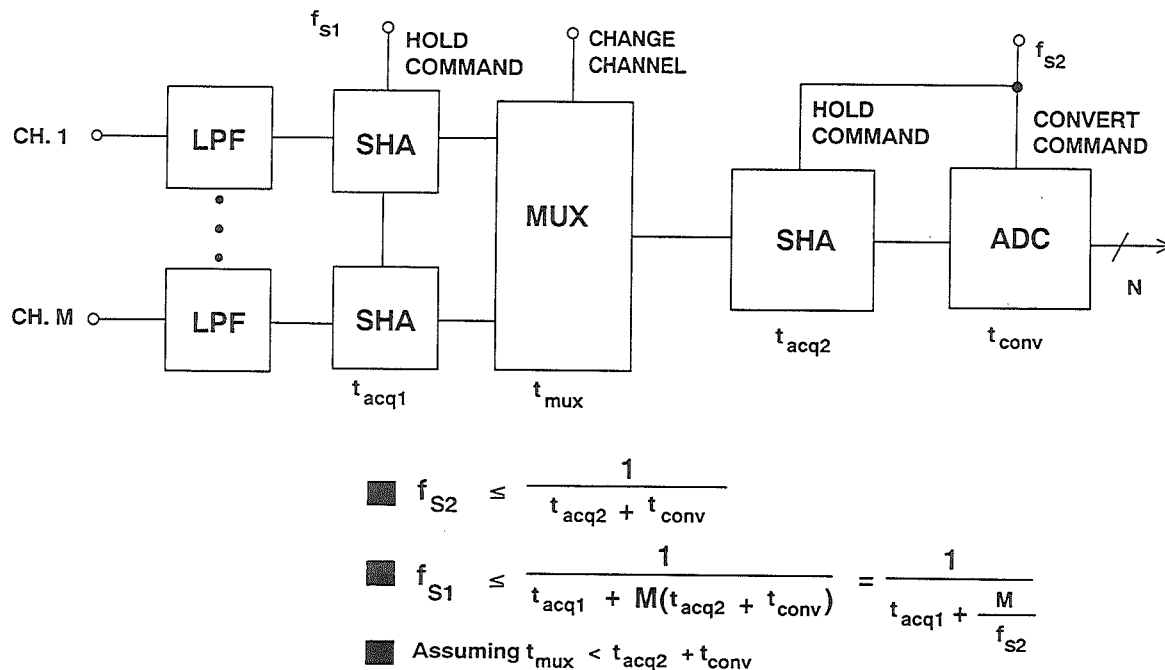 f_S1
HOLD COMMAND
CHANGE CHANNEL
f_S2
HOLD COMMAND
CONVERT COMMAND
CH. 1
LPF
SHA
MUX
SHA
ADC
N
CH. M
LPF
SHA
t_acq1
t_mux
t_acq2
t_conv
■ f_S2 ≤ 1 / (t_acq2 + t_conv)
■ f_S1 ≤ 1 / (t_acq1 + M(t_acq2 + t_conv)) = 1 / (t_acq1 + M / f_S2)
■ Assuming t_mux < t_acq2 + t_conv